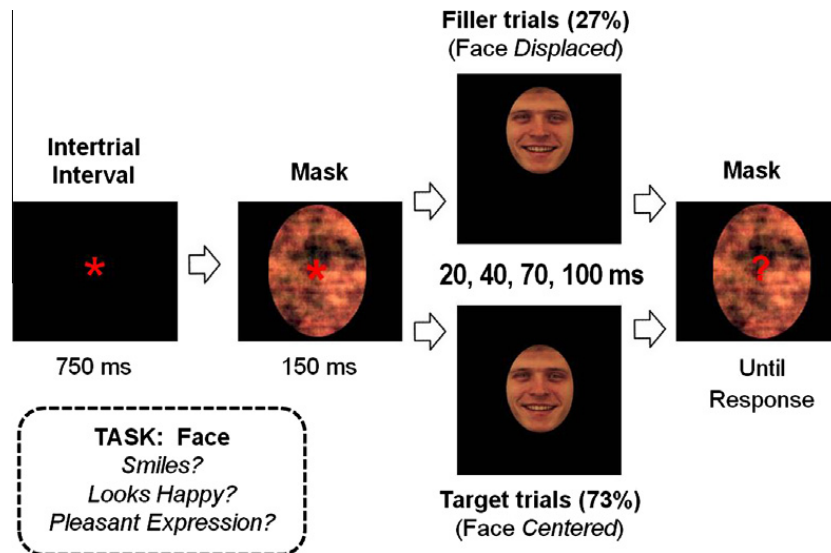 Filler trials (27%)
(Face Displaced)
Intertrial
Interval
Mask
Mask
*
*
?
20, 40, 70, 100 ms
750 ms
150 ms
Until
Response
TASK: Face
Smiles?
Looks Happy?
Pleasant Expression?
Target trials (73%)
(Face Centered)